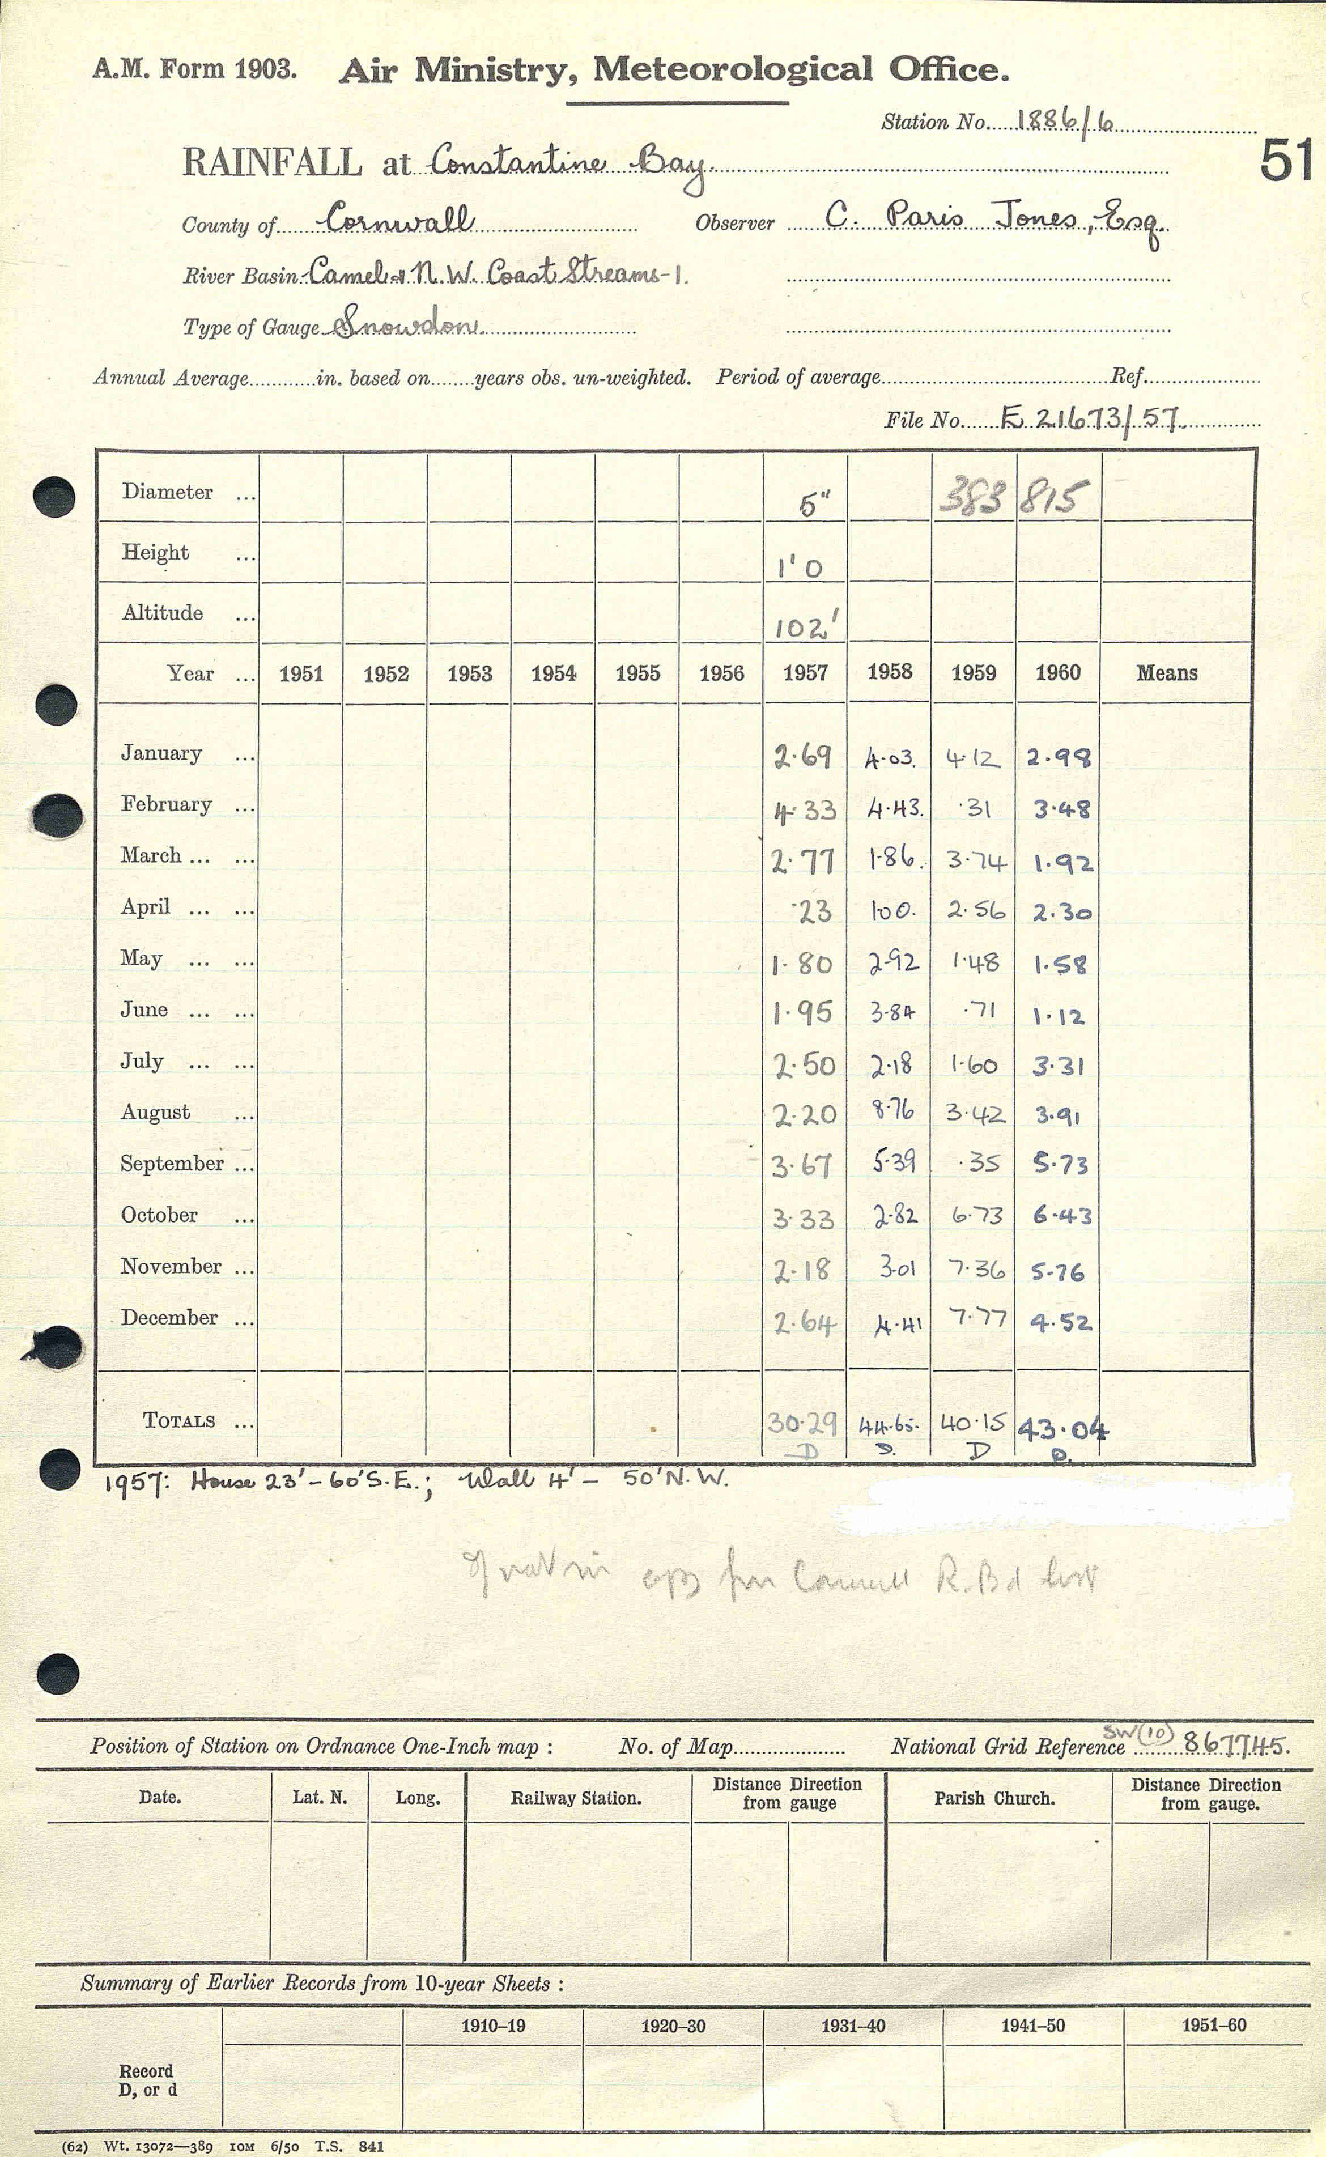 A.M. Form 1903. Air Ministry, Meteorological Office.
Station No. 1886/6
51
RAINFALL at Constantine Bay.
County of Cornwall Observer C. Paris Jones, Esq.
River Basin Camel & N.W. Coast Streams-1.
Type of Gauge Snowdon
Annual Average............in. based on........years obs. un-weighted. Period of average........Ref........
File No. E 21673/57
Diameter ... 5" 383 815
Height ... 1'0
Altitude ... 102'
Year ... 1951 1952 1953 1954 1955 1956 1957 1958 1959 1960 Means
January ... 2.69 4.03. 4.12 2.98
February ... 4.33 4.43. .31 3.48
March ... ... 2.77 1.86. 3.74 1.92
April ... ... .23 1.00. 2.56 2.30
May ... ... 1.80 2.92 1.48 1.58
June ... ... 1.95 3.84 .71 1.12
July ... ... 2.50 2.18 1.60 3.31
August ... 2.20 8.76 3.42 3.91
September ... 3.67 5.39 .35 5.73
October ... 3.33 2.82 6.73 6.43
November ... 2.18 3.01 7.36 5.76
December ... 2.64 4.41 7.77 4.52
TOTALS ... 30.29 44.65. 40.15 43.04
D D. D D.
1957: House 23'-60'S.E.; Wall 4'- 50'N.W.
copy for Cornwall R.Bd list
Position of Station on Ordnance One-Inch map : No. of Map........ National Grid Reference SW(10) 867745.
Date. Lat. N. Long. Railway Station. Distance Direction from gauge Parish Church. Distance Direction from gauge.
Summary of Earlier Records from 10-year Sheets :
1910–19 1920–30 1931–40 1941–50 1951–60
Record
D, or d
(62) Wt. 13072—389 10M 6/50 T.S. 841